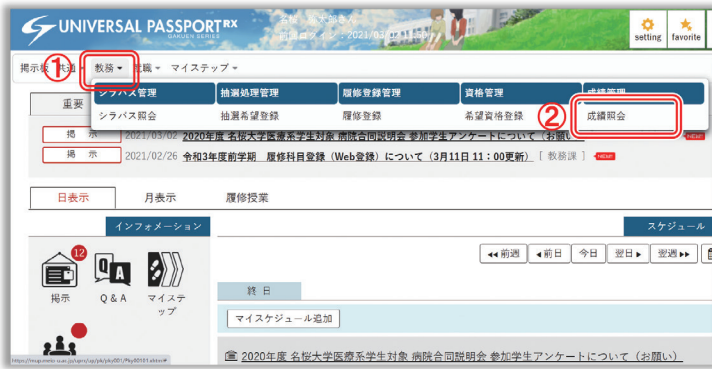 UNIVERSAL PASSPORT RX
GAKUEN SERIES
setting
favorite
掲示板 共通
①
教務
就職
マイステップ
シラバス管理
抽選処理管理
履修登録管理
資格管理
成績管理
重要
シラバス照会
抽選希望登録
履修登録
希望資格登録
②
成績照会
掲 示
2021/03/02 2020年度 名桜大学医療系学生対象 病院合同説明会 参加学生アンケートについて(お願い
NEW!
掲 示
2021/02/26 令和3年度前学期 履修科目登録(Web登録)について(3月11日 11:00更新) [ 教務課 ] NEW!
日表示
月表示
履修授業
インフォメーション
スケジュール
12
前週
前日
今日
翌日
翌週
掲示
Q & A
マイステップ
終 日
マイスケジュール追加
2020年度 名桜大学医療系学生対象 病院合同説明会 参加学生アンケートについて(お願い)